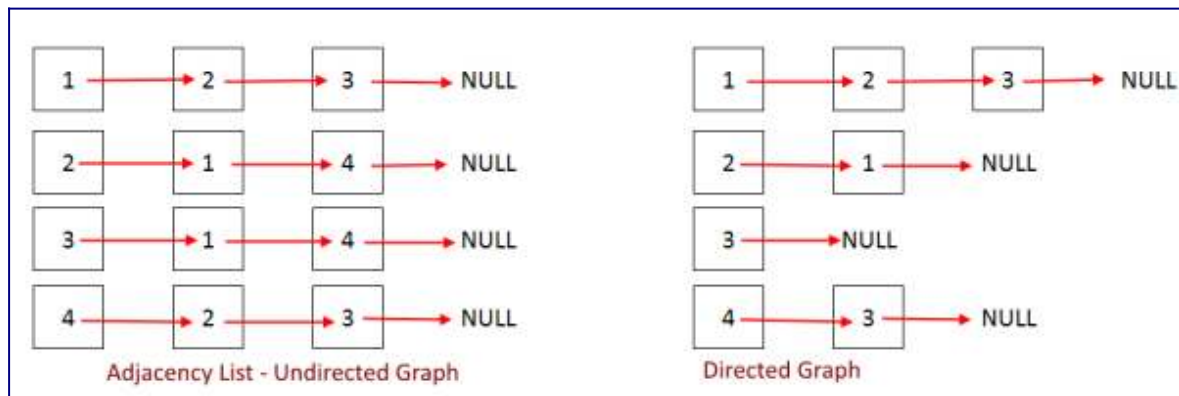 1 2 3 NULL 1 2 3 NULL
2 1 4 NULL 2 1 NULL
3 1 4 NULL 3 NULL
4 2 3 NULL 4 3 NULL
Adjacency List - Undirected Graph Directed Graph